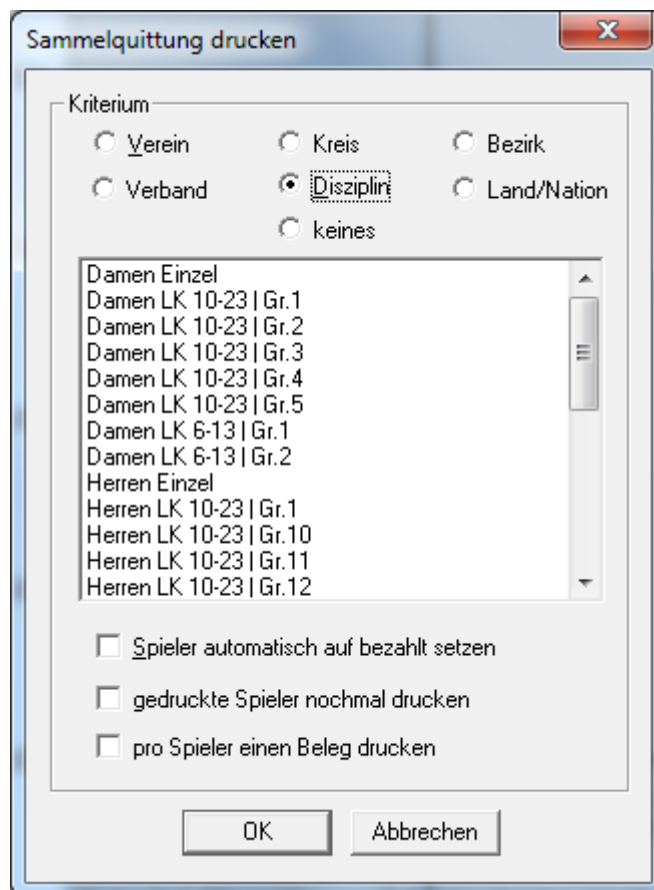 Sammelquittung drucken
Kriterium
Verein Kreis Bezirk
Verband Disziplin Land/Nation
keines
Damen Einzel
Damen LK 10-23 | Gr.1
Damen LK 10-23 | Gr.2
Damen LK 10-23 | Gr.3
Damen LK 10-23 | Gr.4
Damen LK 10-23 | Gr.5
Damen LK 6-13 | Gr.1
Damen LK 6-13 | Gr.2
Herren Einzel
Herren LK 10-23 | Gr.1
Herren LK 10-23 | Gr.10
Herren LK 10-23 | Gr.11
Herren LK 10-23 | Gr.12
Spieler automatisch auf bezahlt setzen
gedruckte Spieler nochmal drucken
pro Spieler einen Beleg drucken
OK Abbrechen